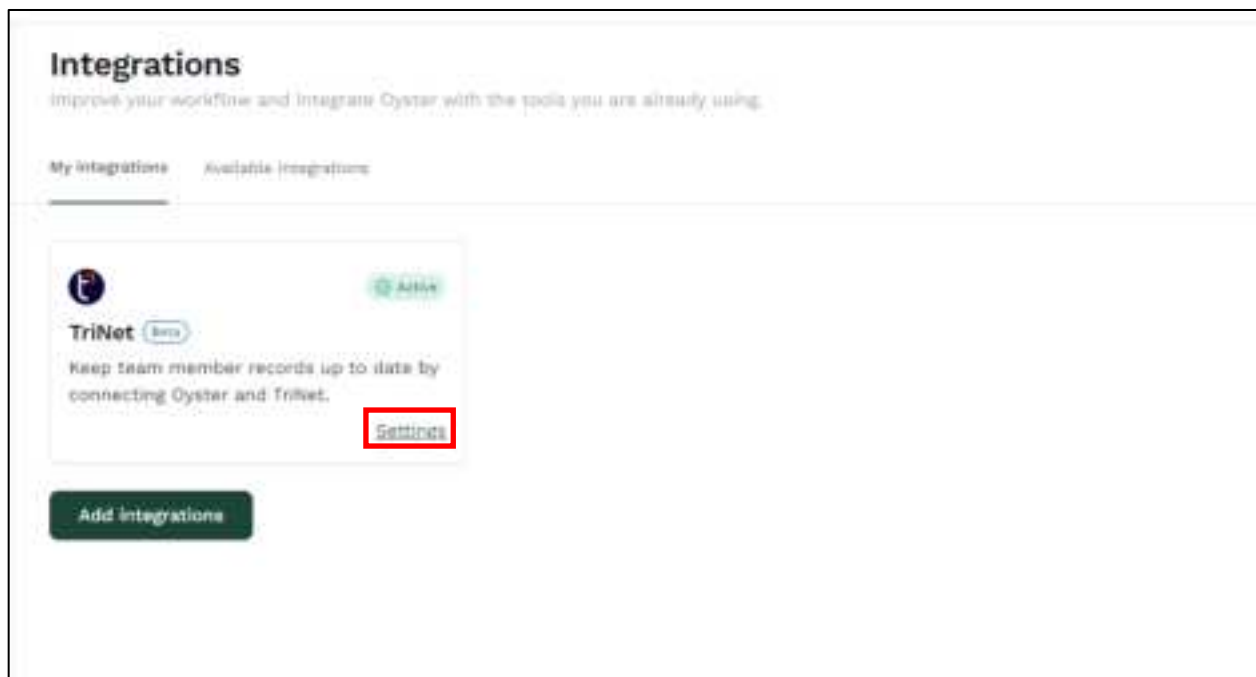 Integrations
Improve your workflow and integrate Oyster with the tools you are already using.
My integrations Available integrations
Active
TriNet Beta
Keep team member records up to date by
connecting Oyster and TriNet.
Settings
Add integrations